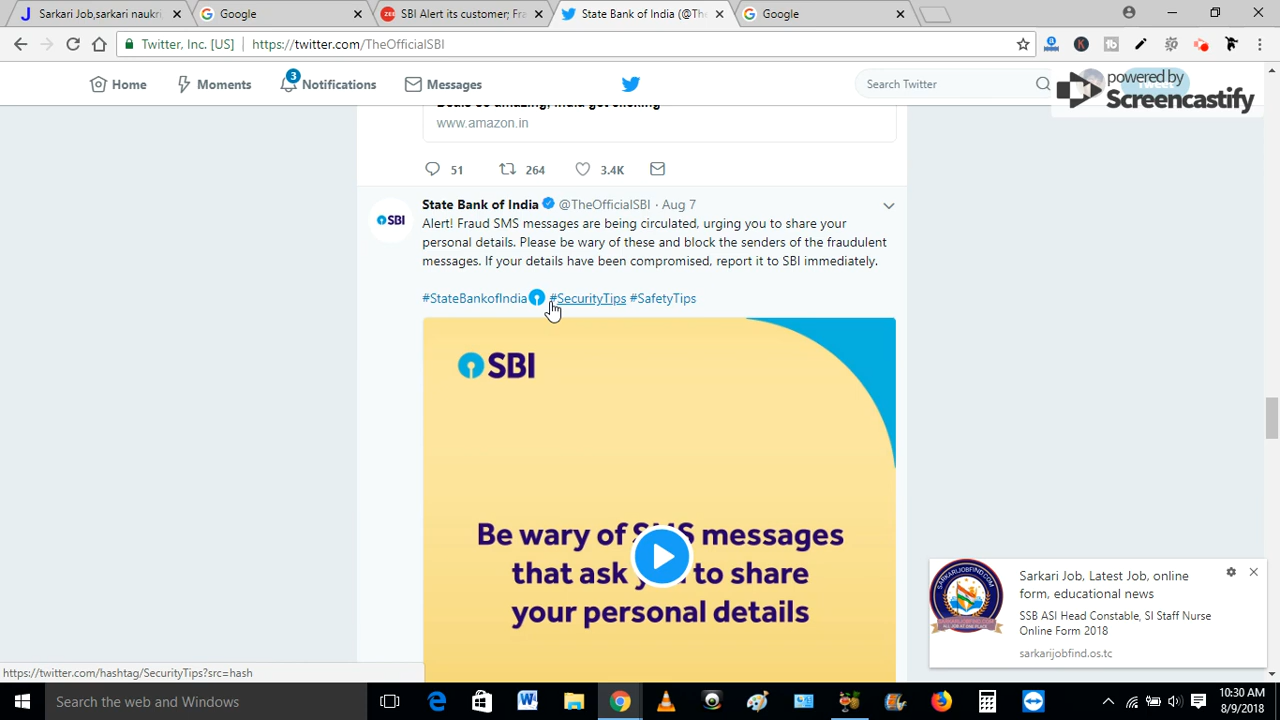 Sarkari Job,sarkari naukri
Google
SBI Alert its customer; Fra
State Bank of India (@The
Google
Twitter, Inc. [US]
https://twitter.com/TheOfficialSBI
Home
Moments
3
Notifications
Messages
Search Twitter
powered by
Screencastify
www.amazon.in
51
264
3.4K
State Bank of India @TheOfficialSBI · Aug 7
Alert! Fraud SMS messages are being circulated, urging you to share your
personal details. Please be wary of these and block the senders of the fraudulent
messages. If your details have been compromised, report it to SBI immediately.
#StateBankofIndia #SecurityTips #SafetyTips
SBI
SBI
Be wary of SMS messages
that ask you to share
your personal details
Sarkari Job, Latest Job, online
form, educational news
SSB ASI Head Constable, SI Staff Nurse
Online Form 2018
sarkarijobfind.os.tc
https://twitter.com/hashtag/SecurityTips?src=hash
Search the web and Windows
10:30 AM
8/9/2018